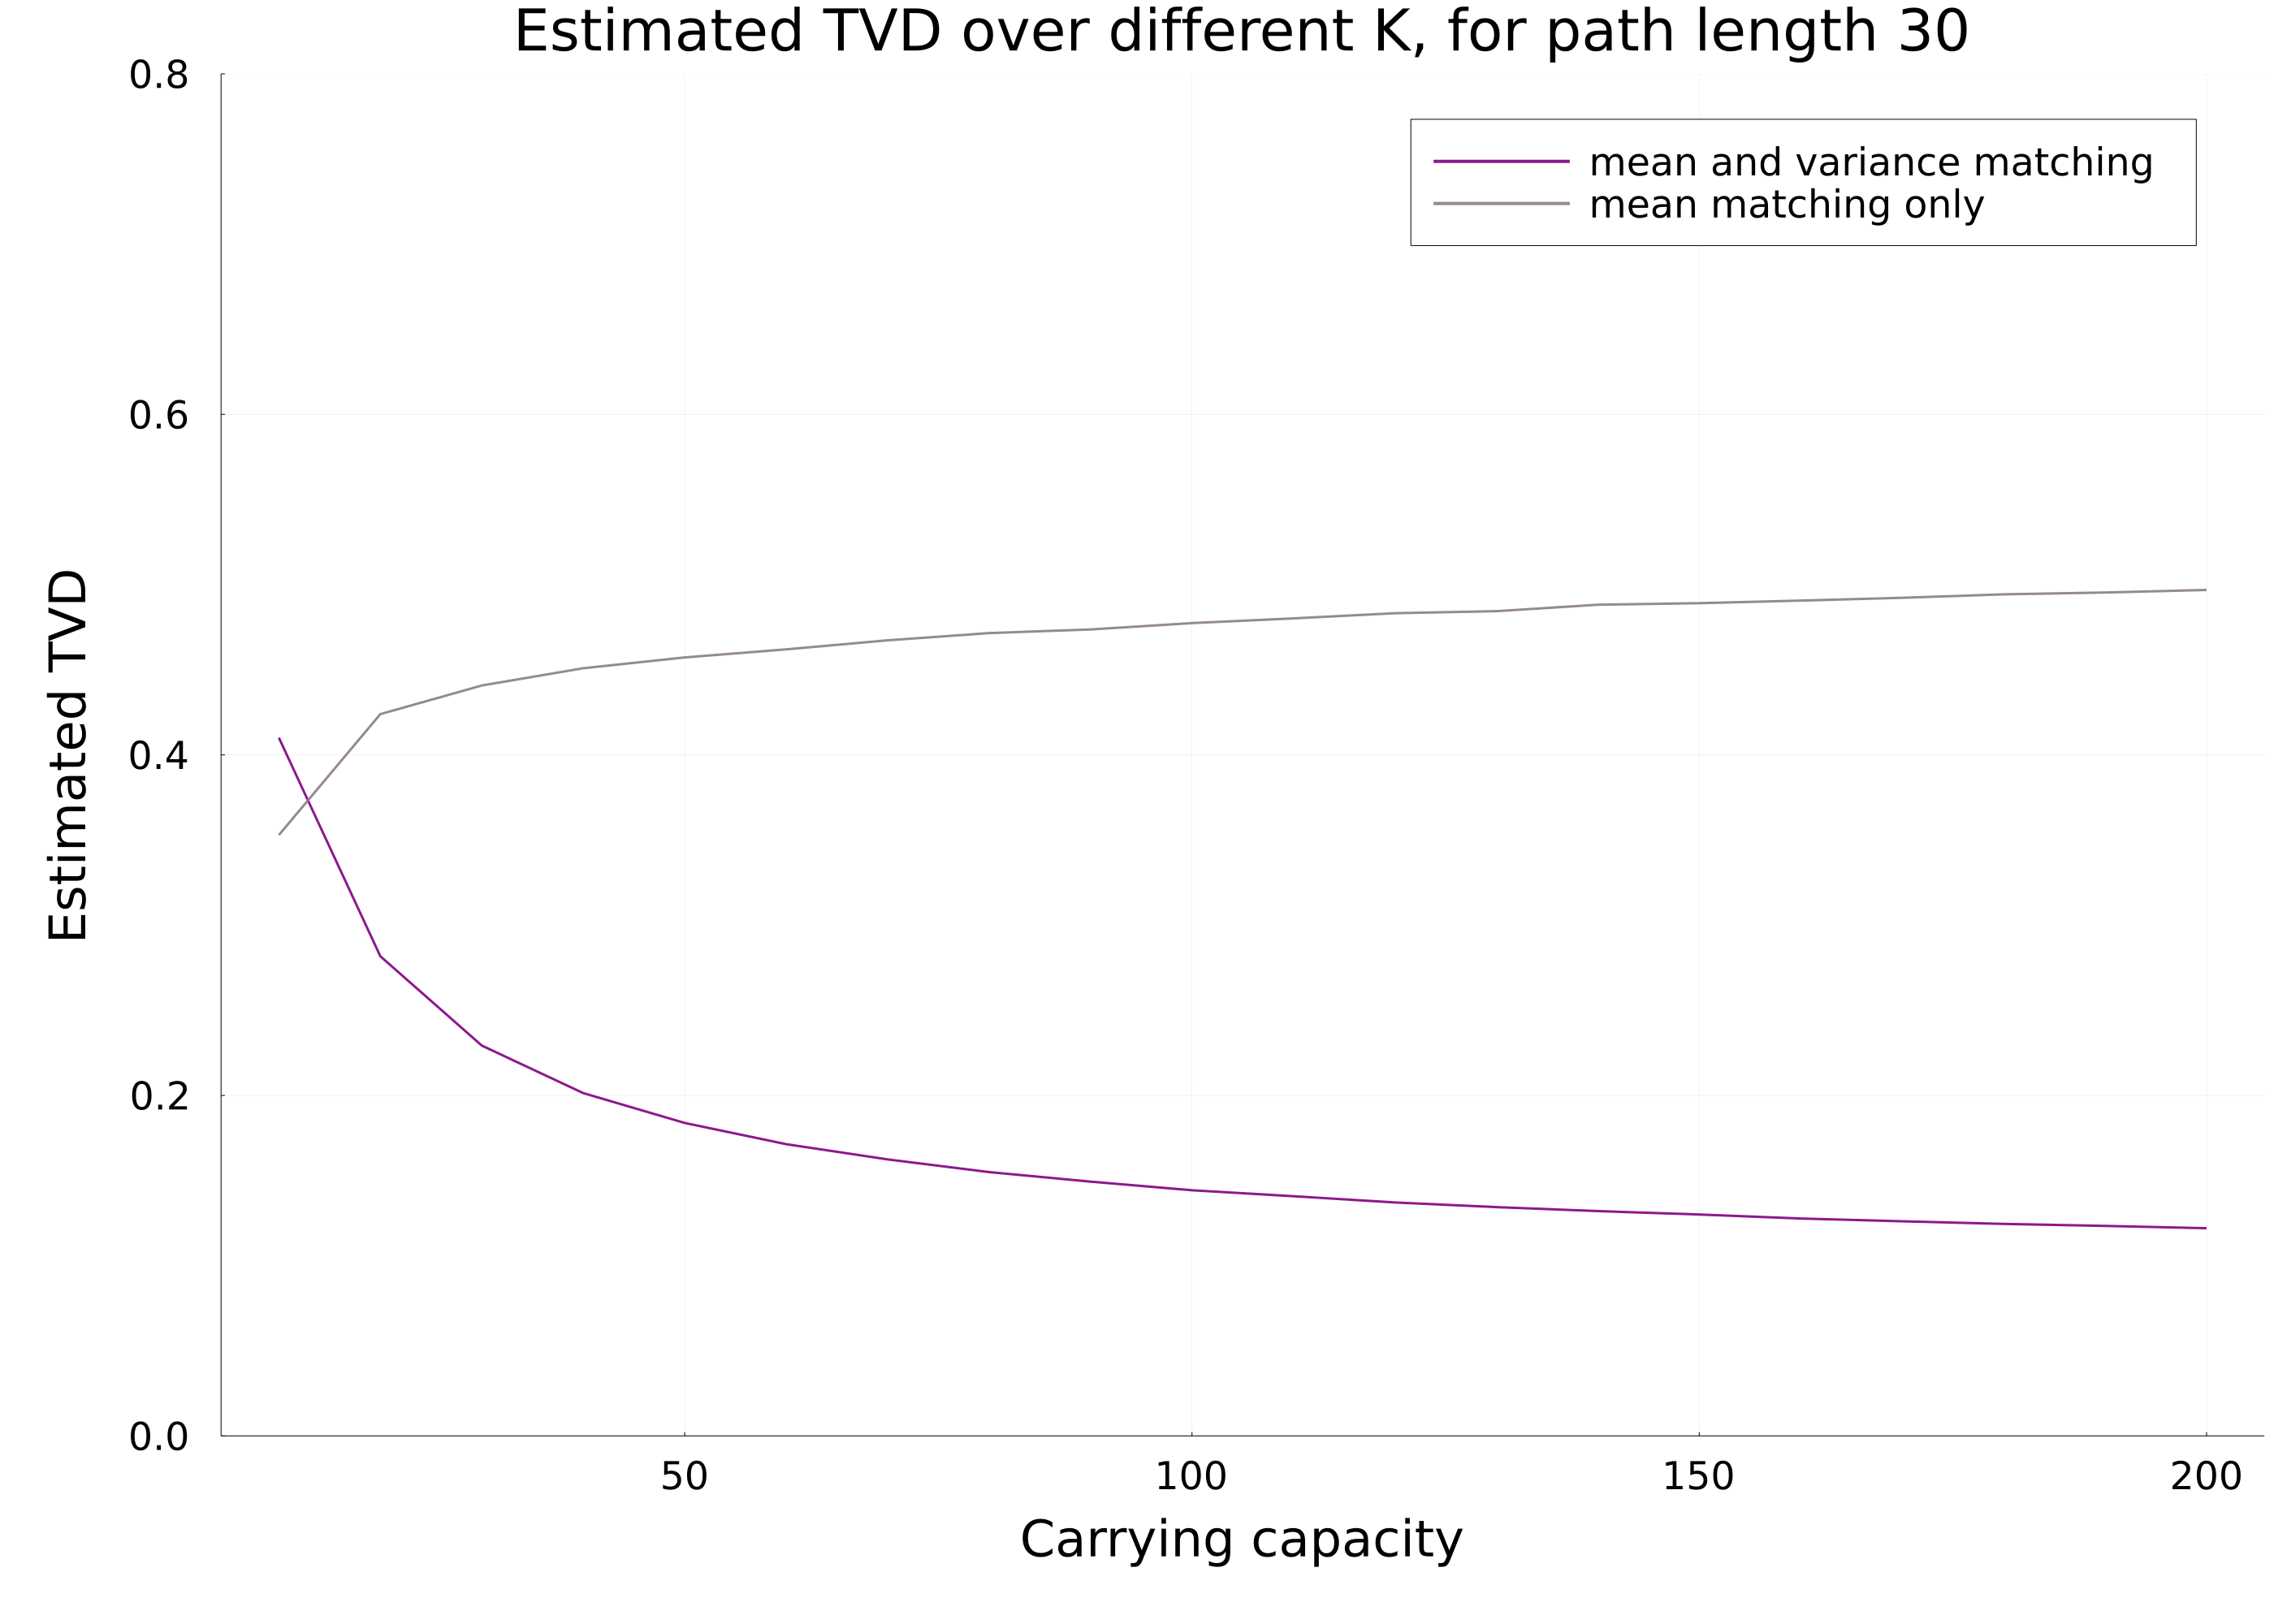 Estimated TVD over different K, for path length 30
mean and variance matching
mean matching only
Estimated TVD
0.8
0.6
0.4
0.2
0.0
50 100 150 200
Carrying capacity